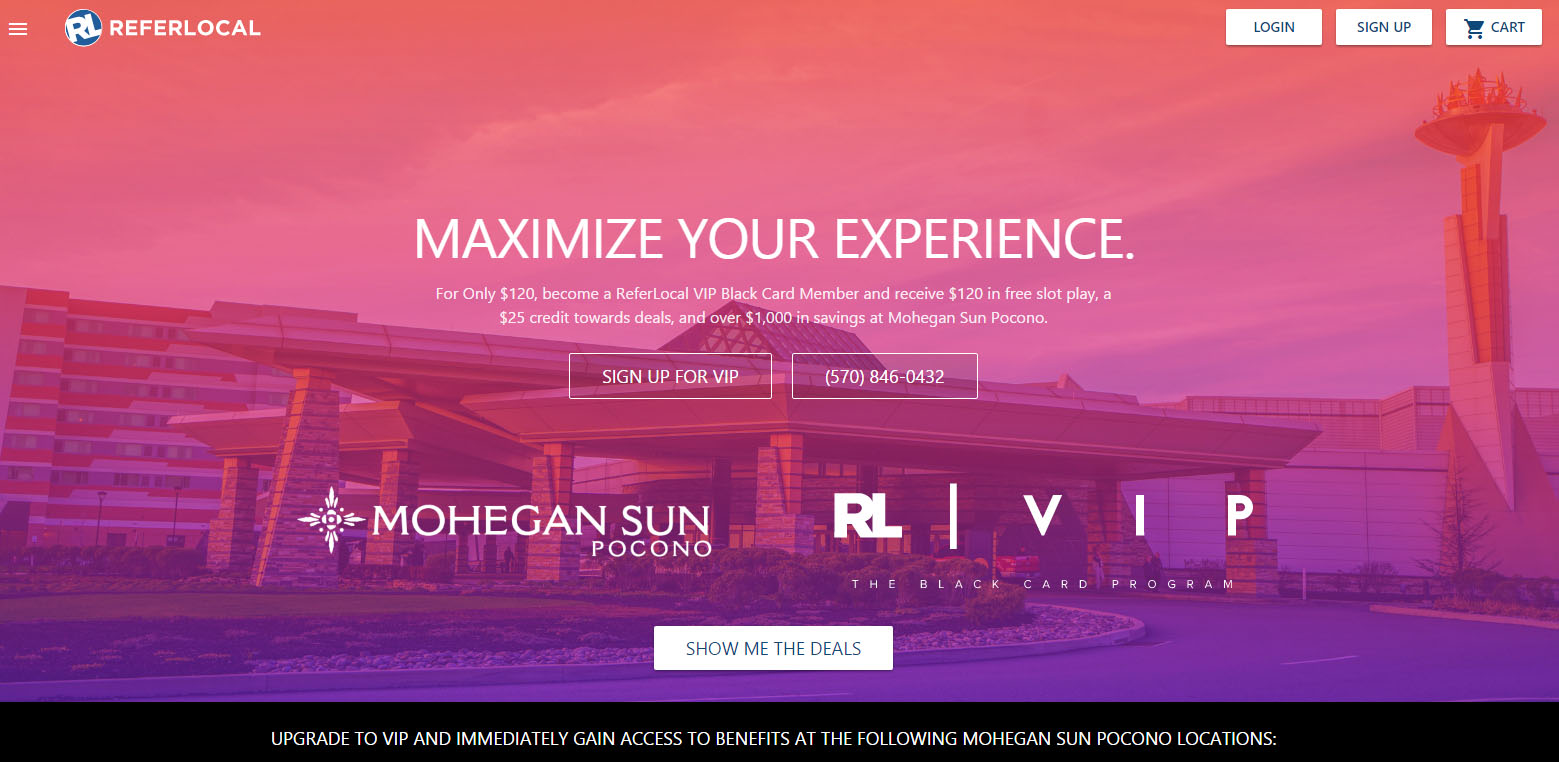 RL REFERLOCAL
LOGIN
SIGN UP
CART
MAXIMIZE YOUR EXPERIENCE.
For Only $120, become a ReferLocal VIP Black Card Member and receive $120 in free slot play, a
$25 credit towards deals, and over $1,000 in savings at Mohegan Sun Pocono.
SIGN UP FOR VIP
(570) 846-0432
MOHEGAN SUN
POCONO
RL | VIP
THE BLACK CARD PROGRAM
SHOW ME THE DEALS
UPGRADE TO VIP AND IMMEDIATELY GAIN ACCESS TO BENEFITS AT THE FOLLOWING MOHEGAN SUN POCONO LOCATIONS: